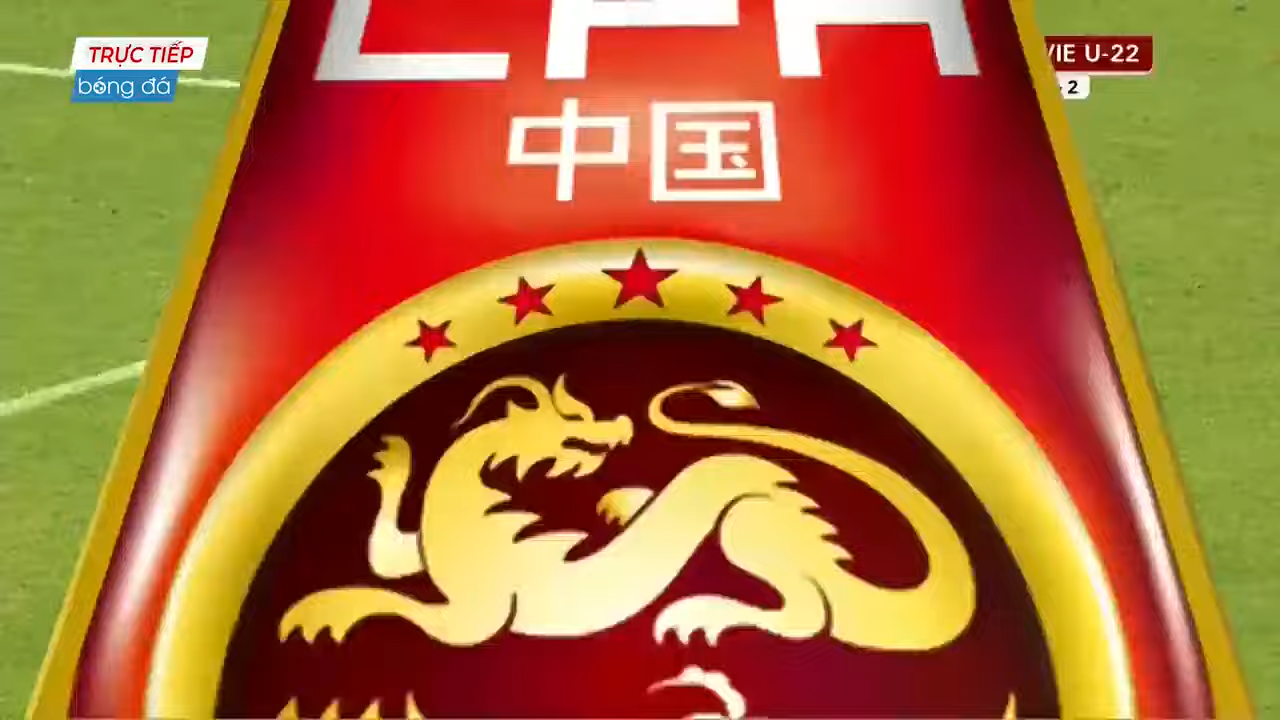 TRỰC TIẾP
bóng đá
VIE U-22
2
中国